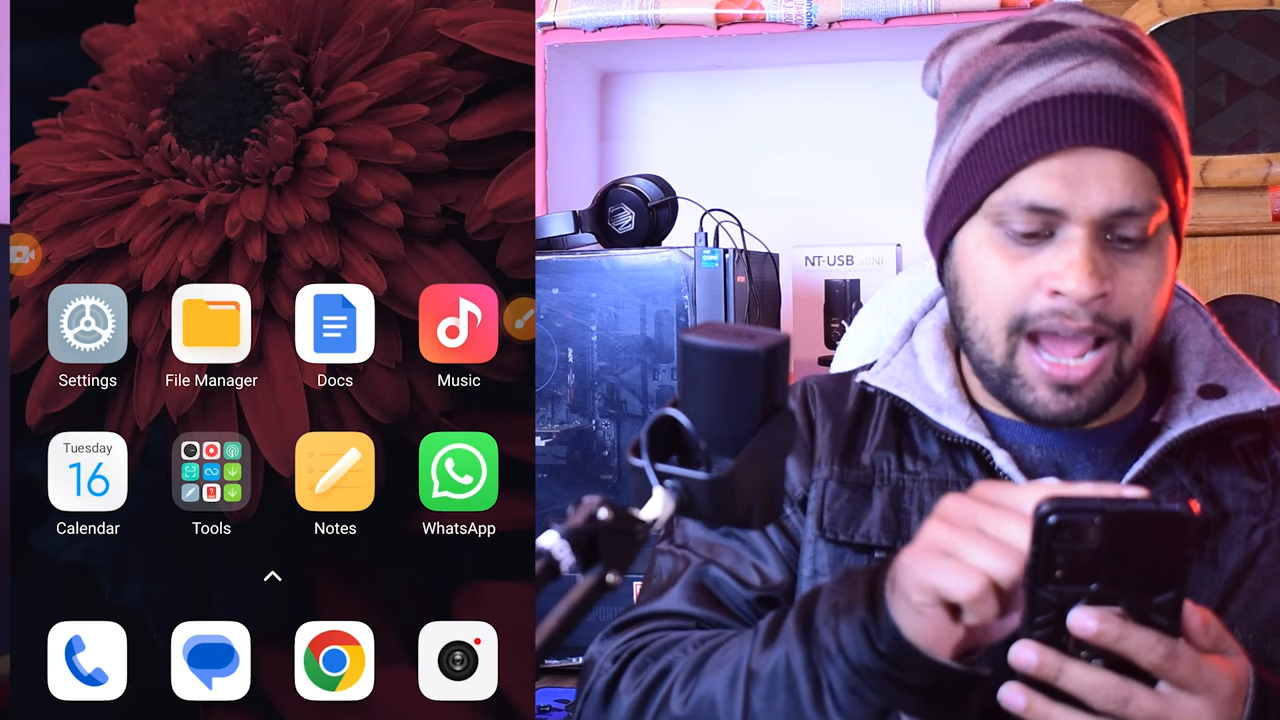 Settings
File Manager
Docs
Music
Tuesday
16
Calendar
Tools
Notes
WhatsApp
NT-USB MINI